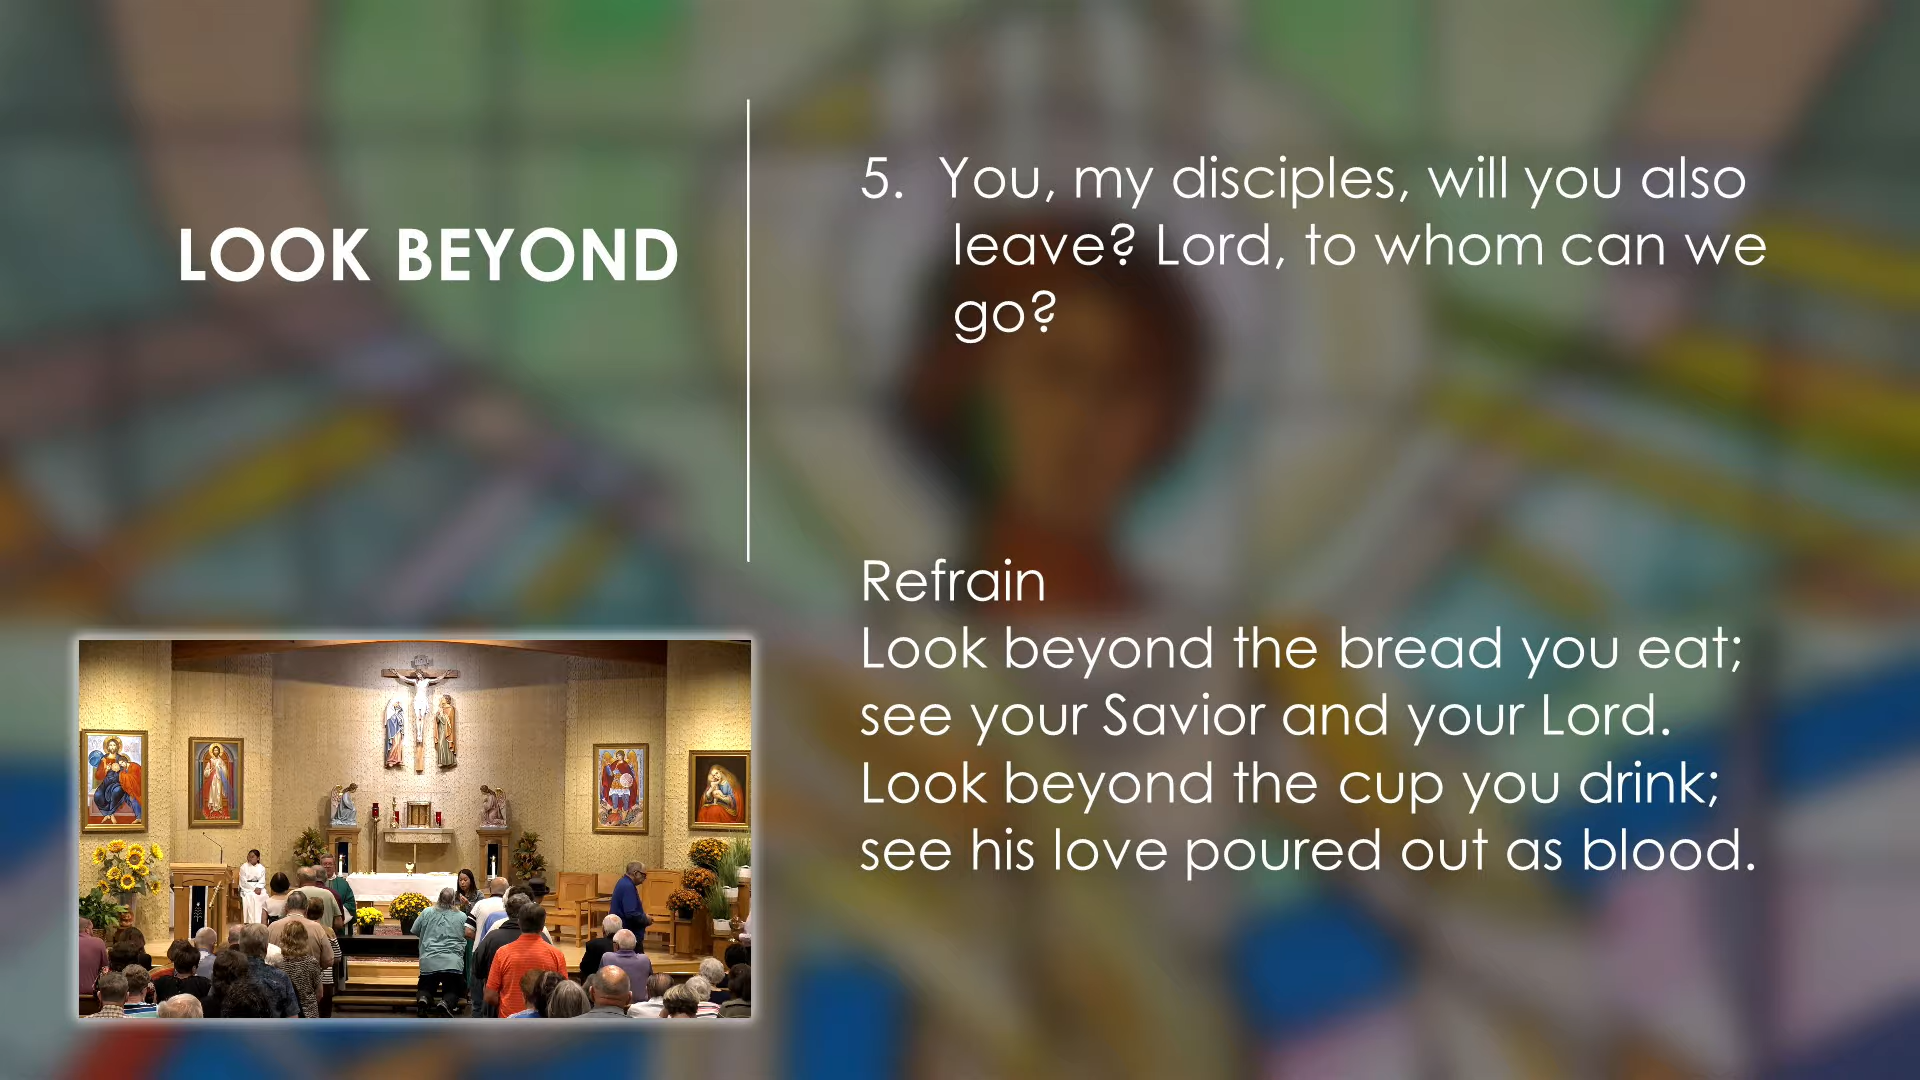 LOOK BEYOND
5. You, my disciples, will you also
leave? Lord, to whom can we
go?
Refrain
Look beyond the bread you eat;
see your Savior and your Lord.
Look beyond the cup you drink;
see his love poured out as blood.